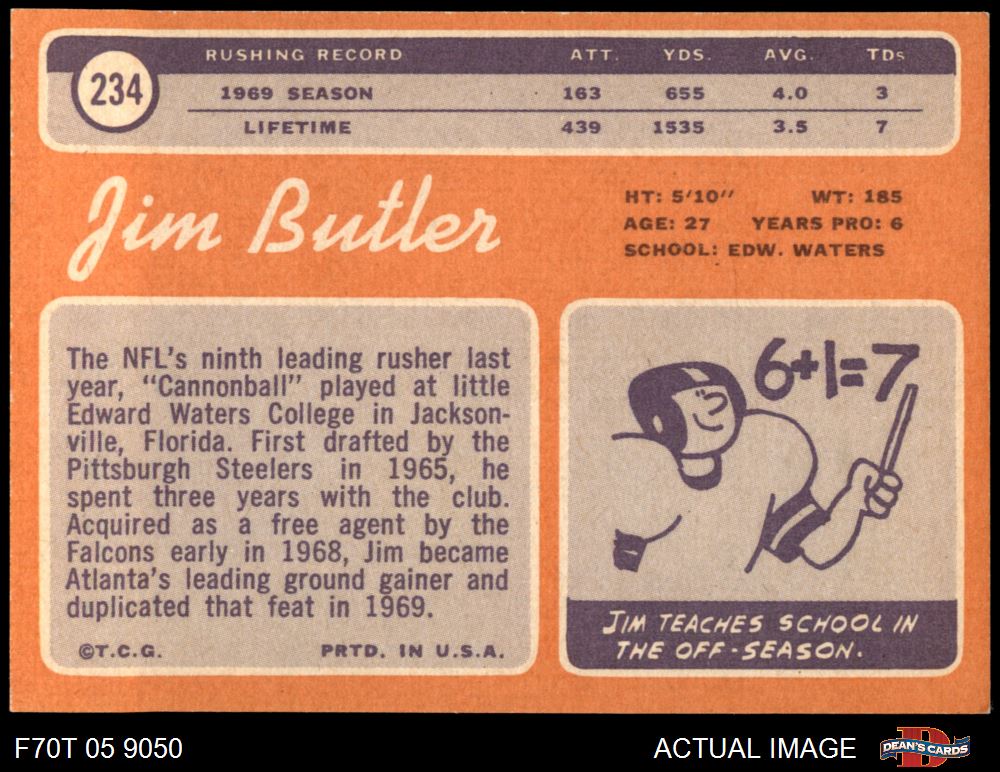 234
RUSHING RECORD ATT. YDS. AVG. TDs
1969 SEASON 163 655 4.0 3
LIFETIME 439 1535 3.5 7
Jim Butler
HT: 5'10" WT: 185
AGE: 27 YEARS PRO: 6
SCHOOL: EDW. WATERS
The NFL's ninth leading rusher last
year, "Cannonball" played at little
Edward Waters College in Jackson-
ville, Florida. First drafted by the
Pittsburgh Steelers in 1965, he
spent three years with the club.
Acquired as a free agent by the
Falcons early in 1968, Jim became
Atlanta's leading ground gainer and
duplicated that feat in 1969.
©T.C.G. PRTD. IN U.S.A.
6+1=7
JIM TEACHES SCHOOL IN
THE OFF-SEASON.
F70T 05 9050
ACTUAL IMAGE
D
DEAN'S CARDS